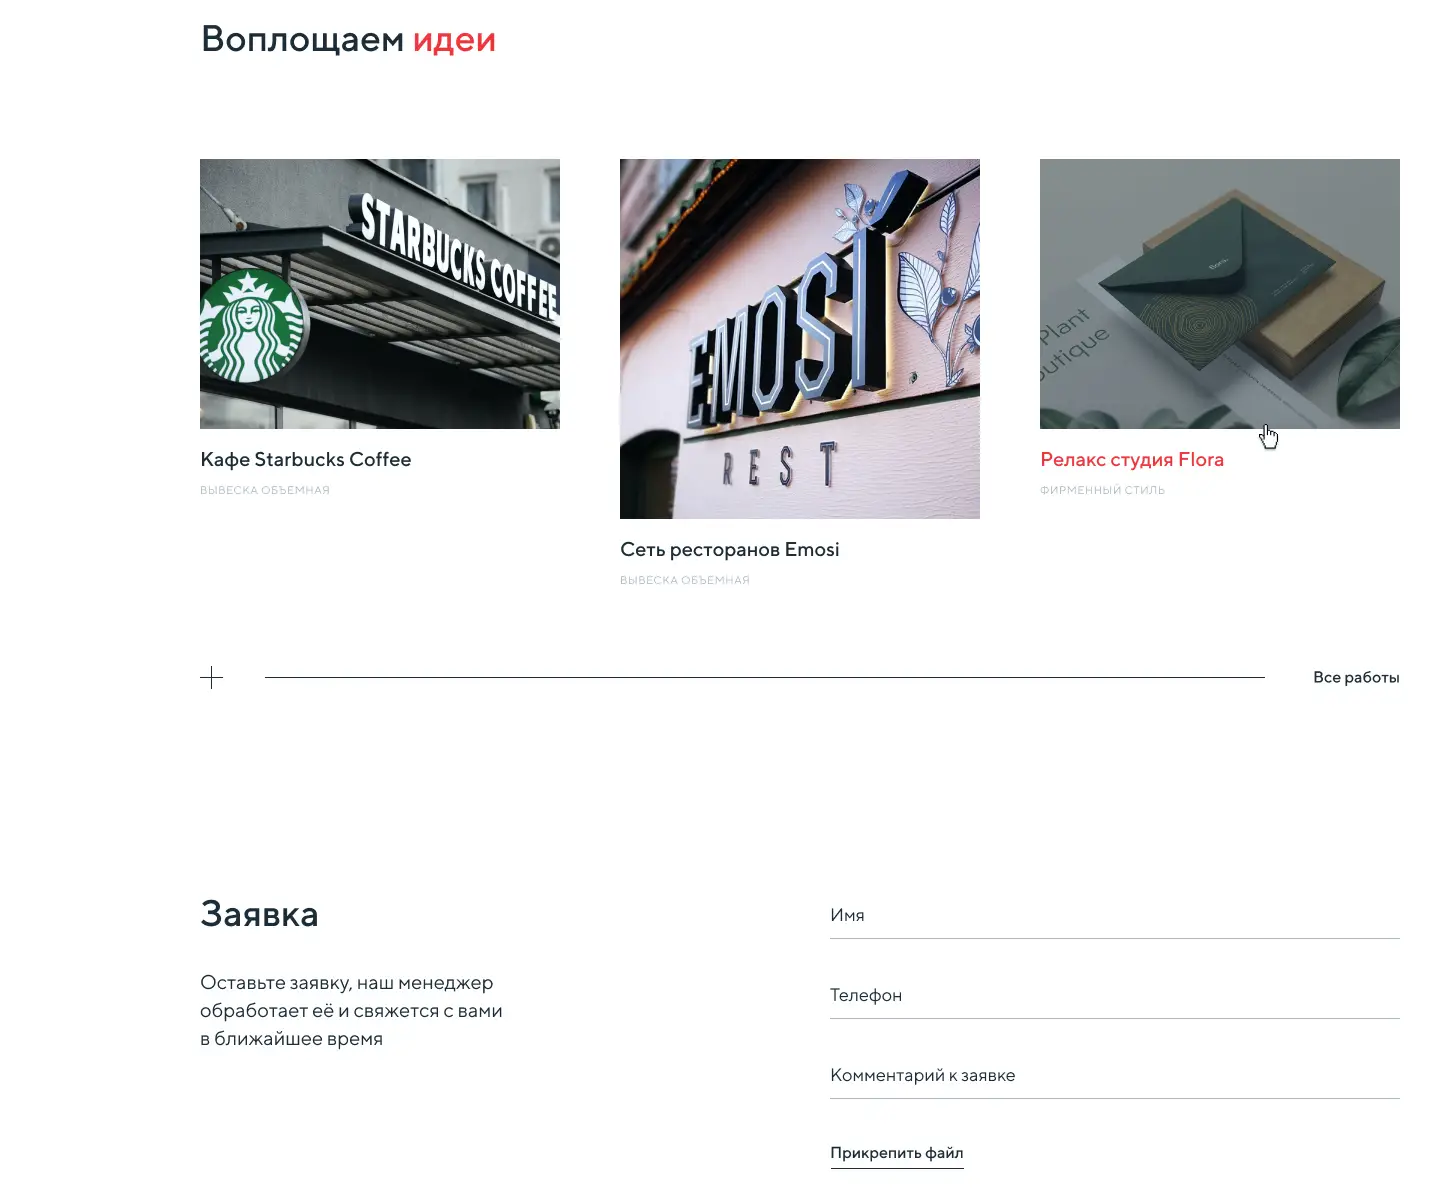 Воплощаем идеи
STARBUCKS COFFEE
EMOSI
REST
Plant
outique
Кафе Starbucks Coffee
ВЫВЕСКА ОБЪЕМНАЯ
Сеть ресторанов Emosi
ВЫВЕСКА ОБЪЕМНАЯ
Релакс студия Flora
ФИРМЕННЫЙ СТИЛЬ
Все работы
Заявка
Оставьте заявку, наш менеджер
обработает её и свяжется с вами
в ближайшее время
Имя
Телефон
Комментарий к заявке
Прикрепить файл